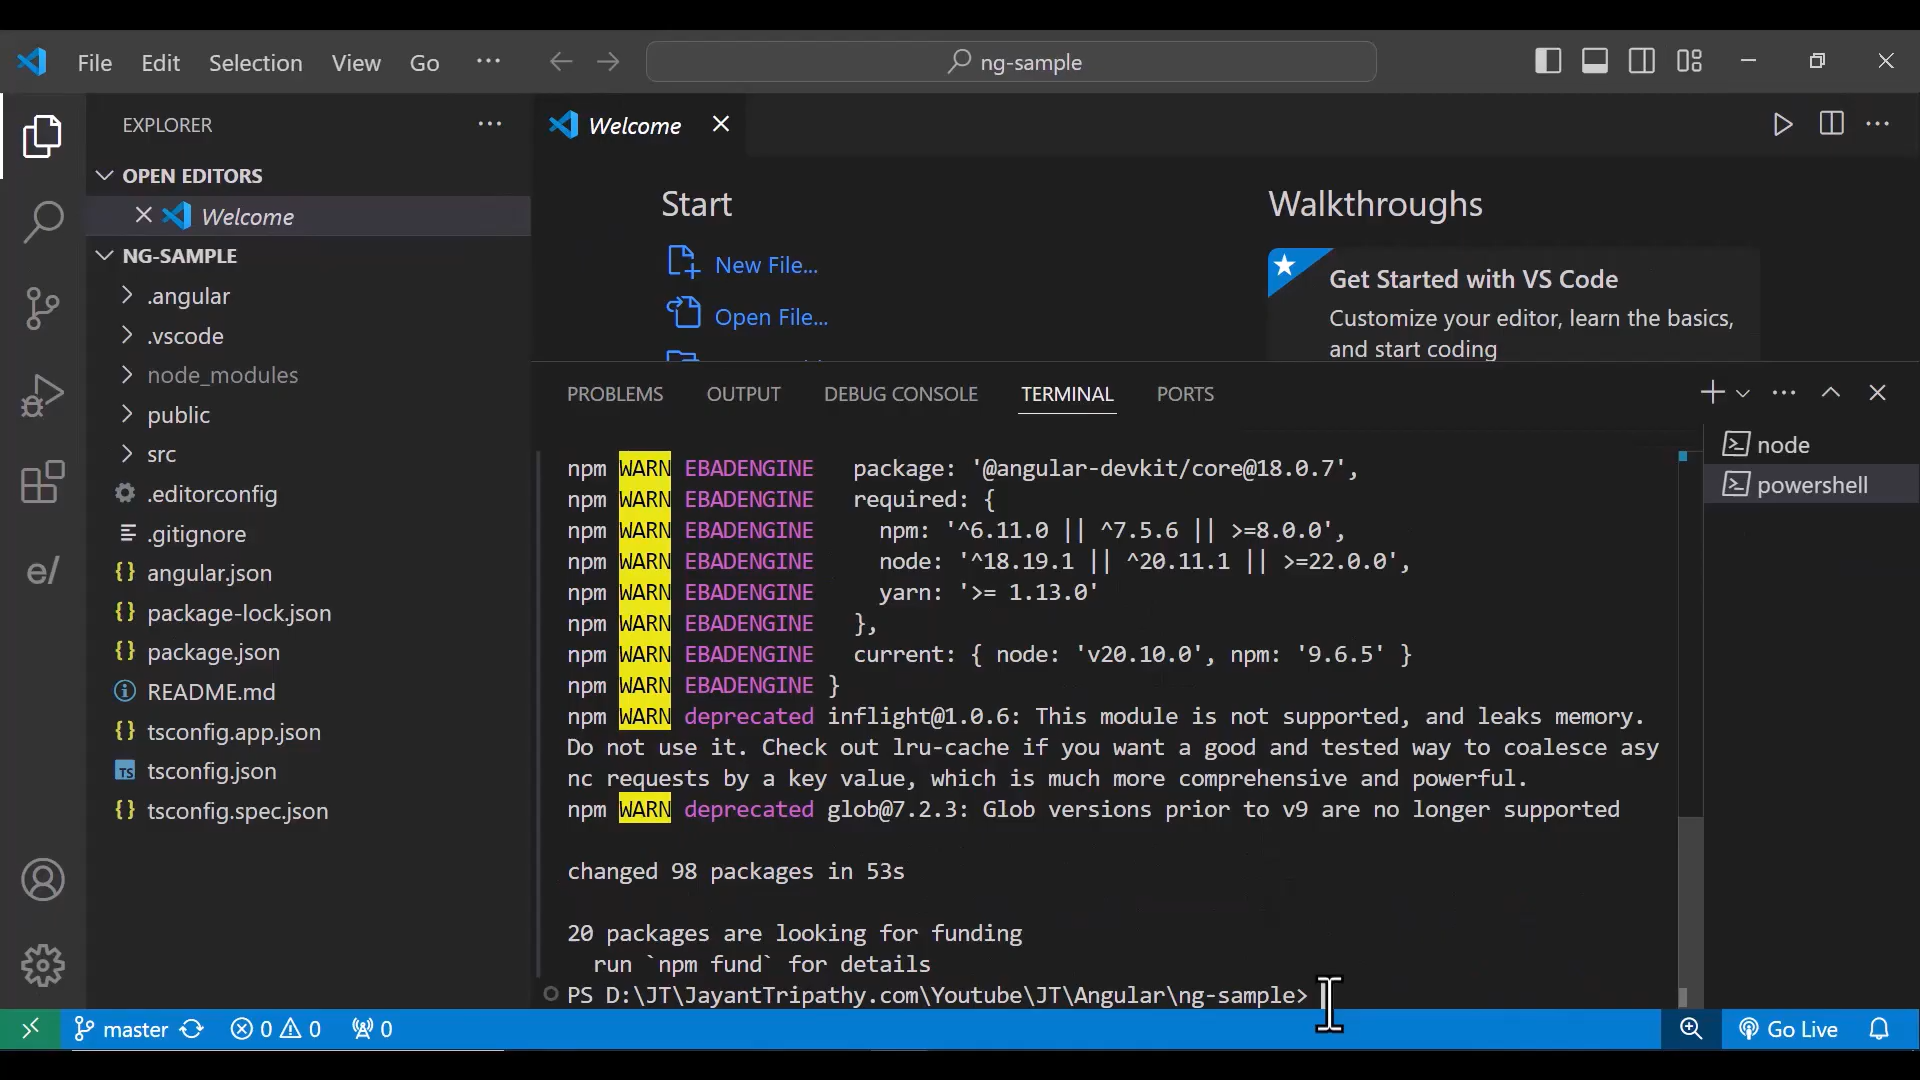 File Edit Selection View Go ··· ng-sample
EXPLORER ···
OPEN EDITORS
Welcome
NG-SAMPLE
.angular
.vscode
node_modules
public
src
.editorconfig
.gitignore
{} angular.json
{} package-lock.json
{} package.json
README.md
{} tsconfig.app.json
TS tsconfig.json
{} tsconfig.spec.json
e/
Welcome
Start
New File...
Open File...
Walkthroughs
Get Started with VS Code
Customize your editor, learn the basics,
and start coding
PROBLEMS OUTPUT DEBUG CONSOLE TERMINAL PORTS
node
powershell
npm WARN EBADENGINE   package: '@angular-devkit/core@18.0.7',
npm WARN EBADENGINE   required: {
npm WARN EBADENGINE     npm: '^6.11.0 || ^7.5.6 || >=8.0.0',
npm WARN EBADENGINE     node: '^18.19.1 || ^20.11.1 || >=22.0.0',
npm WARN EBADENGINE     yarn: '>= 1.13.0'
npm WARN EBADENGINE   },
npm WARN EBADENGINE   current: { node: 'v20.10.0', npm: '9.6.5' }
npm WARN EBADENGINE }
npm WARN deprecated inflight@1.0.6: This module is not supported, and leaks memory.
Do not use it. Check out lru-cache if you want a good and tested way to coalesce asy
nc requests by a key value, which is much more comprehensive and powerful.
npm WARN deprecated glob@7.2.3: Glob versions prior to v9 are no longer supported
changed 98 packages in 53s
20 packages are looking for funding
run `npm fund` for details
PS D:\JT\JayantTripathy.com\Youtube\JT\Angular\ng-sample>
master 0 0 0 Go Live